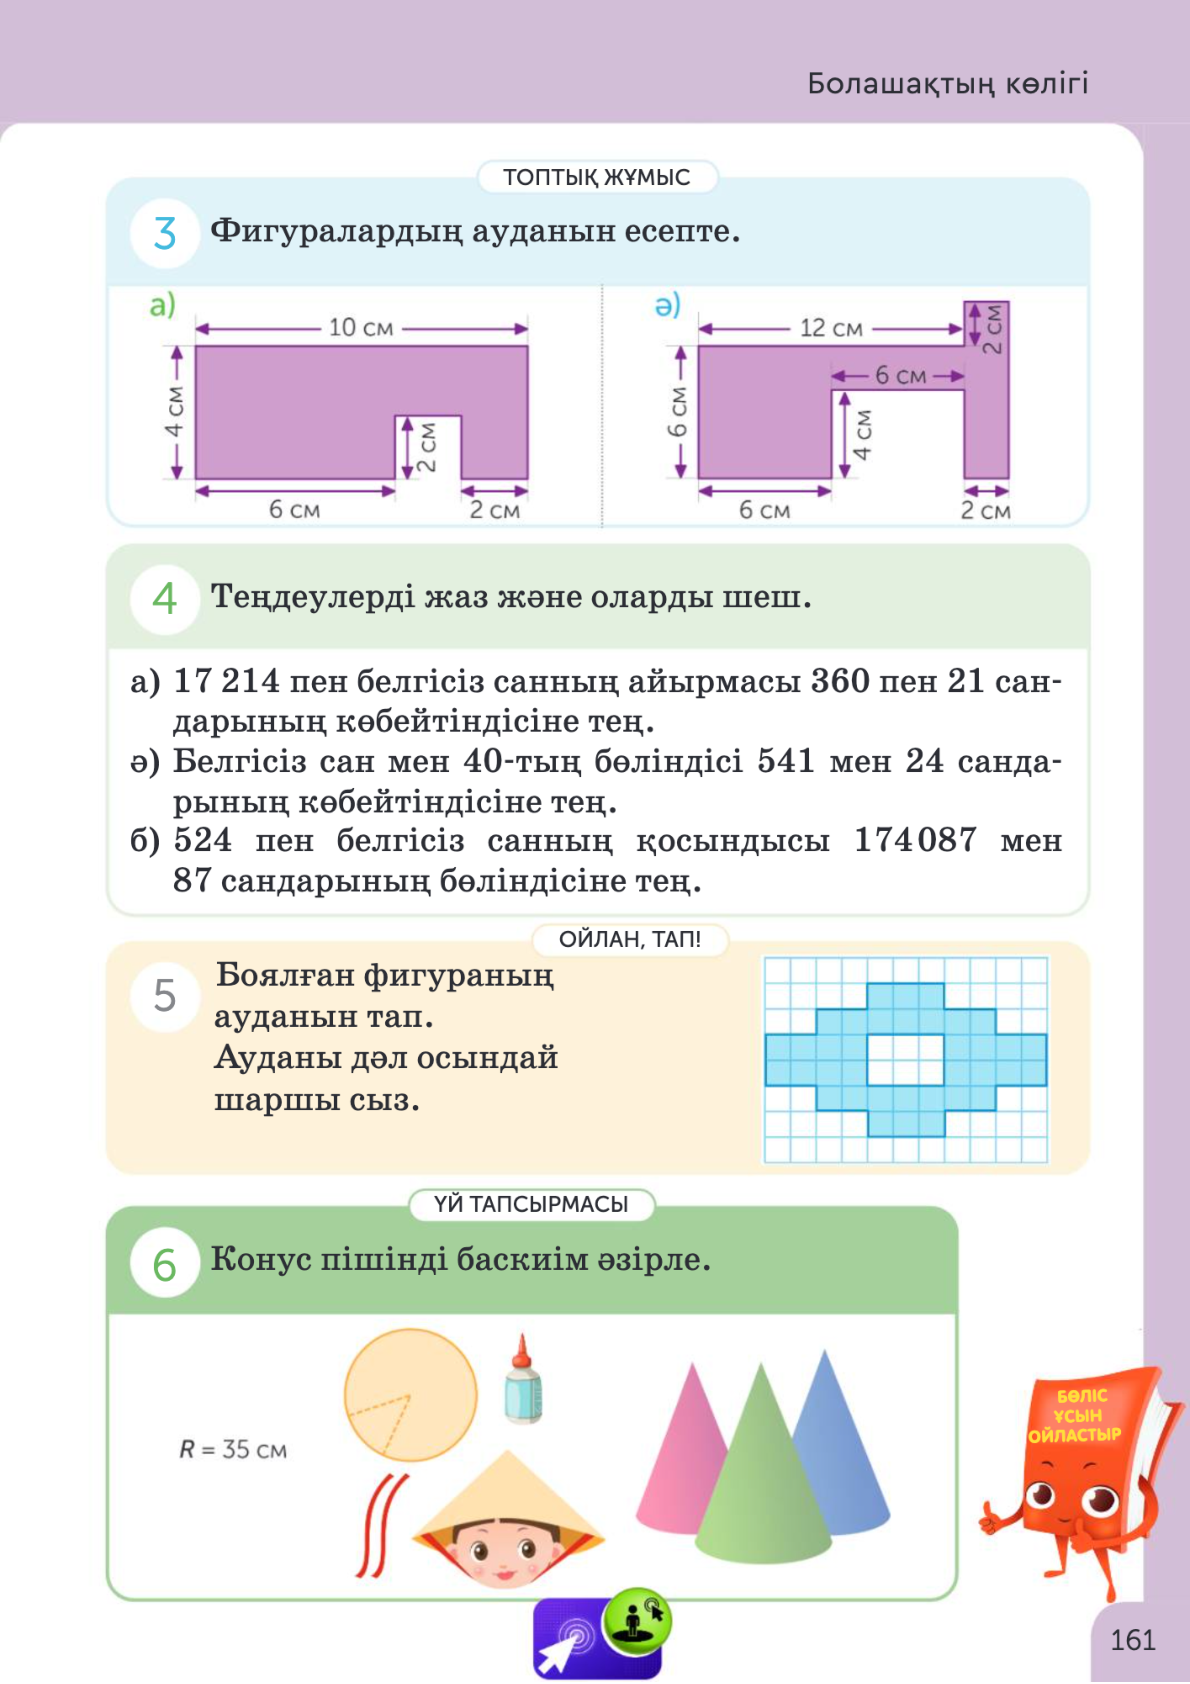 Болашақтың көлігі
ТОПТЫҚ ЖҰМЫС
3 Фигуралардың ауданын есепте.
а)
10 см
4 см
2 см
6 см
2 см
ә)
12 см
2 см
6 см
6 см
4 см
6 см
2 см
4 Теңдеулерді жаз және оларды шеш.
а) 17 214 пен белгісіз санның айырмасы 360 пен 21 сан-
дарының көбейтіндісіне тең.
ә) Белгісіз сан мен 40-тың бөліндісі 541 мен 24 санда-
рының көбейтіндісіне тең.
б) 524 пен белгісіз санның қосындысы 174 087 мен
87 сандарының бөліндісіне тең.
ОЙЛАН, ТАП!
5 Боялған фигураның
ауданын тап.
Ауданы дәл осындай
шаршы сыз.
ҮЙ ТАПСЫРМАСЫ
6 Конус пішінді баскиім әзірле.
R = 35 см
БӨЛІС
ҰСЫН
ОЙЛАСТЫР
161